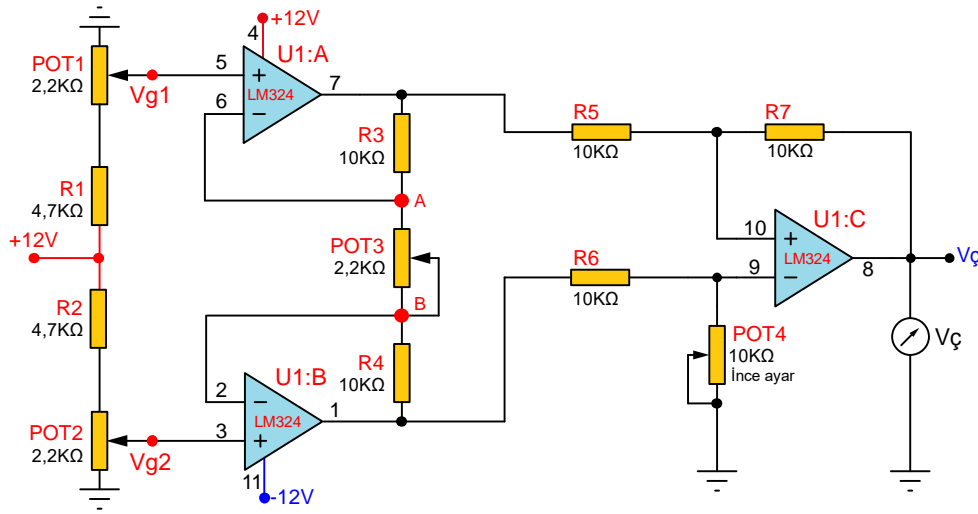 +12V
4
U1:A
POT1
2,2KΩ
Vg1
5
+
6
−
LM324
7
R3
10KΩ
R5
10KΩ
R7
10KΩ
R1
4,7KΩ
A
+12V
POT3
2,2KΩ
B
U1:C
10
+
9
−
LM324
8
Vç
R6
10KΩ
R2
4,7KΩ
POT4
10KΩ
İnce ayar
Vç
U1:B
R4
10KΩ
2
−
3
+
LM324
1
POT2
2,2KΩ
Vg2
11
-12V